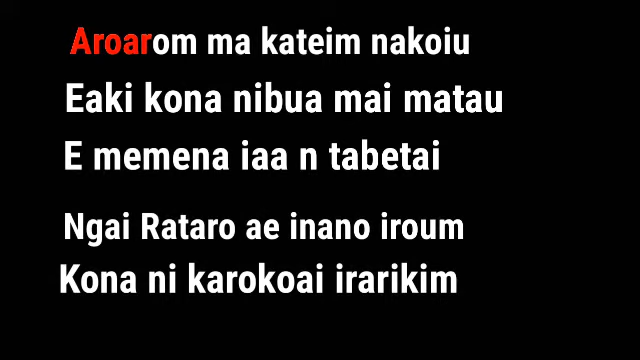 Aroarom ma kateim nakoiu
Eaki kona nibua mai matau
E memena iaa n tabetai
Ngai Rataro ae inano iroum
Kona ni karokoai irarikim